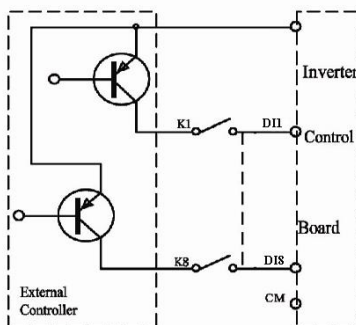 Inverter
K1
DI1
Control
Board
K8
DI8
CM
External
Controller